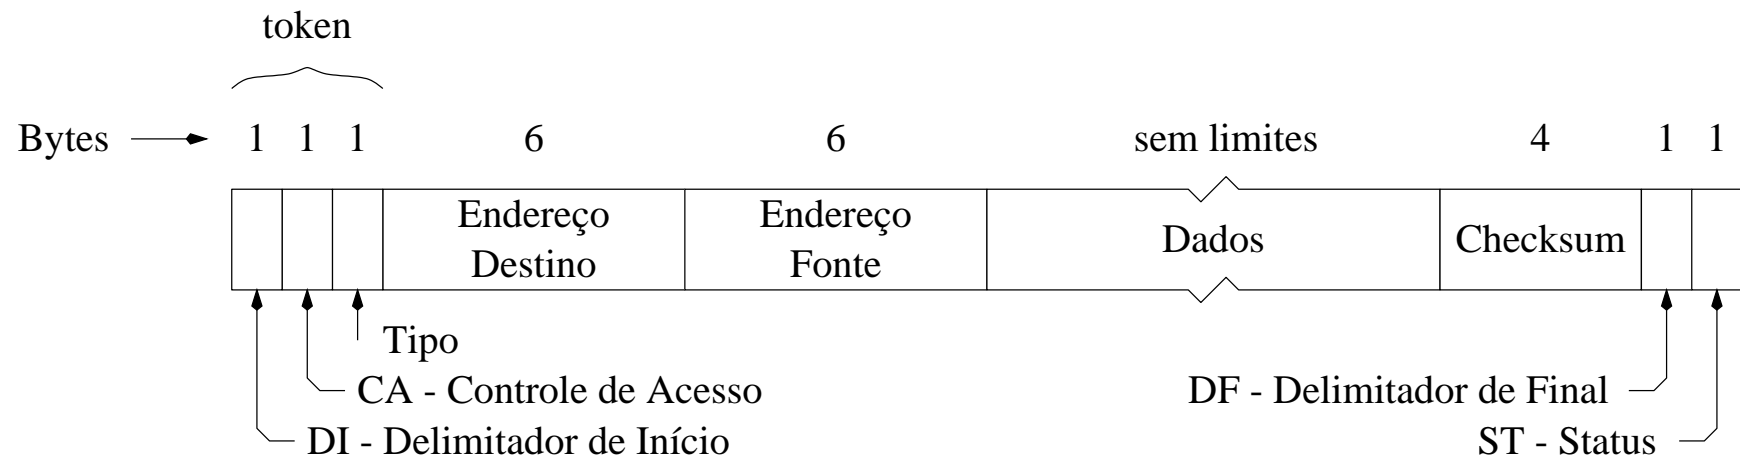 token
Bytes 1 1 1 6 6 sem limites 4 1 1
Endereço Destino
Endereço Fonte
Dados
Checksum
Tipo
CA - Controle de Acesso
DI - Delimitador de Início
DF - Delimitador de Final
ST - Status